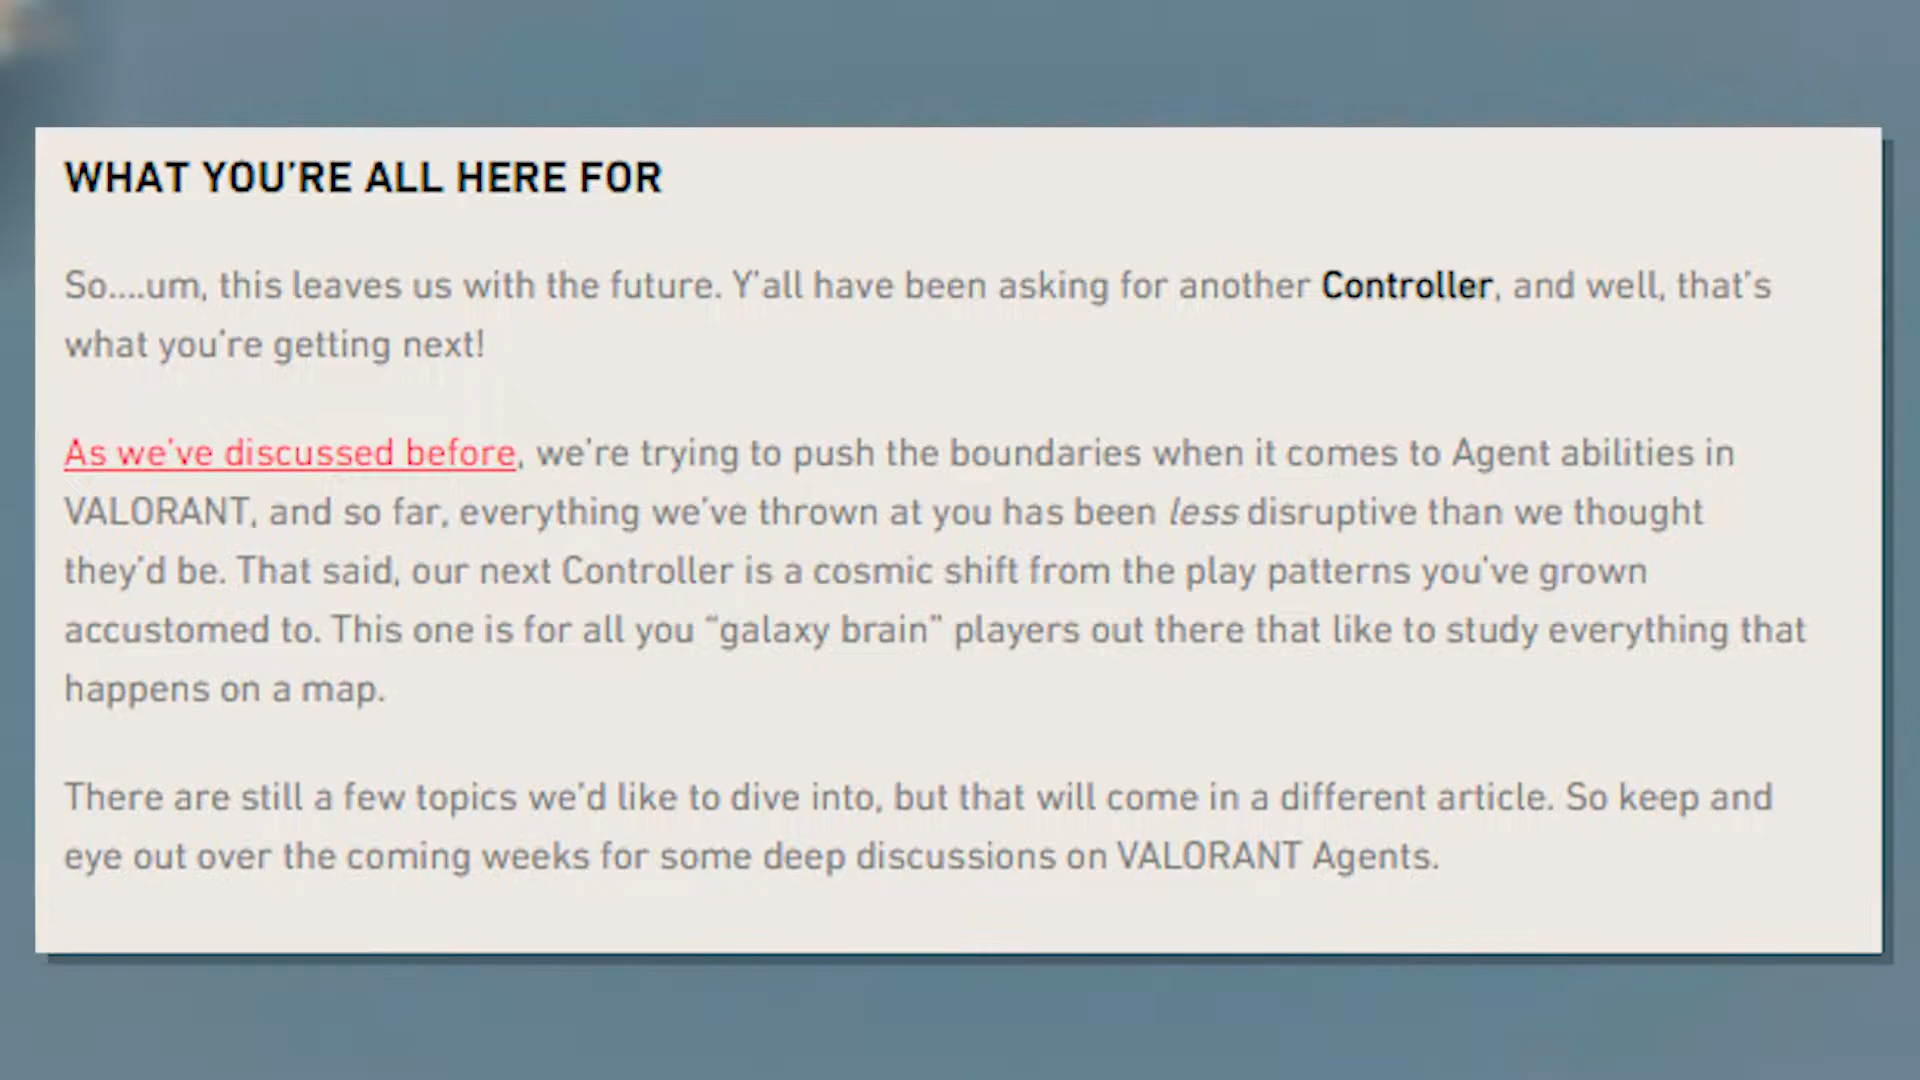 WHAT YOU'RE ALL HERE FOR
So....um, this leaves us with the future. Y'all have been asking for another Controller, and well, that's
what you're getting next!
As we've discussed before, we're trying to push the boundaries when it comes to Agent abilities in
VALORANT, and so far, everything we've thrown at you has been less disruptive than we thought
they'd be. That said, our next Controller is a cosmic shift from the play patterns you've grown
accustomed to. This one is for all you “galaxy brain” players out there that like to study everything that
happens on a map.
There are still a few topics we'd like to dive into, but that will come in a different article. So keep and
eye out over the coming weeks for some deep discussions on VALORANT Agents.